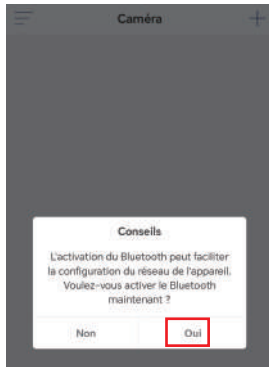 Caméra
Conseils
L'activation du Bluetooth peut faciliter
la configuration du réseau de l'appareil.
Voulez-vous activer le Bluetooth
maintenant ?
Non
Oui